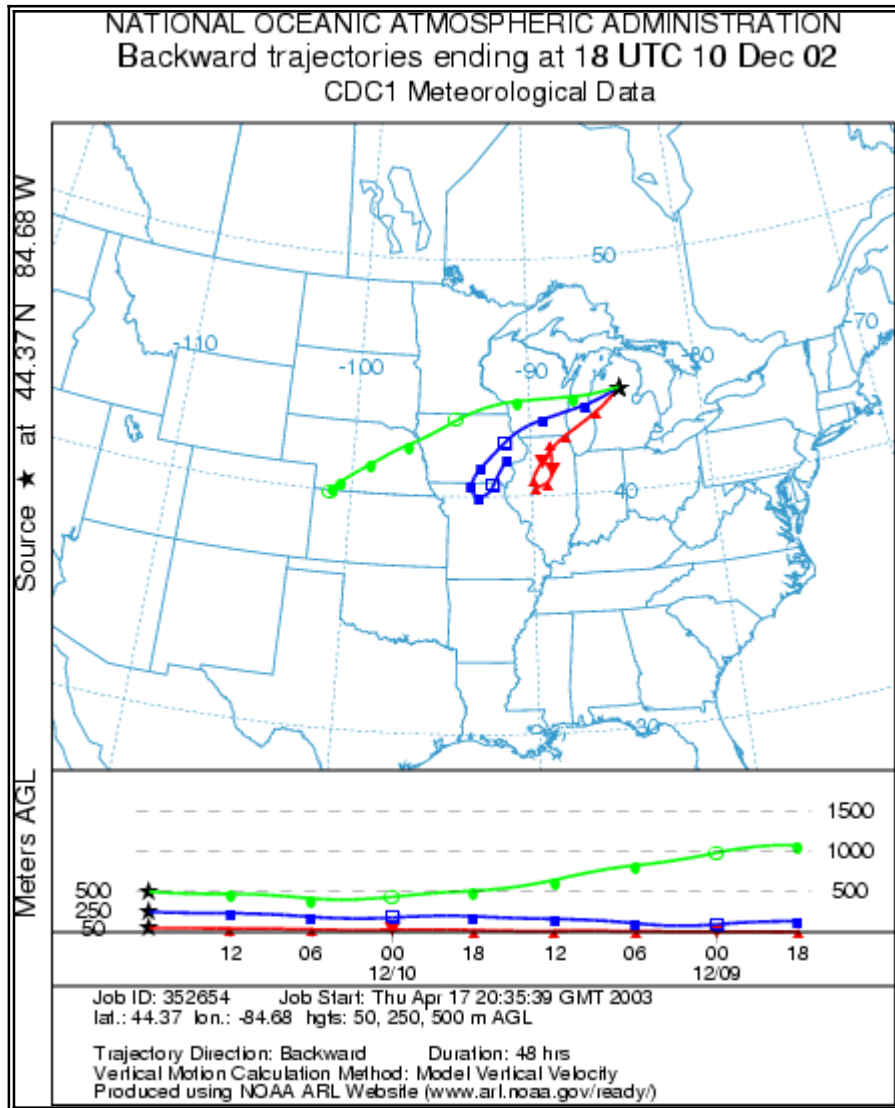 NATIONAL OCEANIC ATMOSPHERIC ADMINISTRATION
Backward trajectories ending at 18 UTC 10 Dec 02
CDC1 Meteorological Data
Source ★ at 44.37 N 84.68 W
50
-70
-110
-80
-100
-90
40
30
Meters AGL
1500
1000
500 500
250
50
12 06 00 18 12 06 00 18
12/10 12/09
Job ID: 352654 Job Start: Thu Apr 17 20:35:39 GMT 2003
lat.: 44.37 lon.: -84.68 hgts: 50, 250, 500 m AGL
Trajectory Direction: Backward Duration: 48 hrs
Vertical Motion Calculation Method: Model Vertical Velocity
Produced using NOAA ARL Website (www.arl.noaa.gov/ready/)